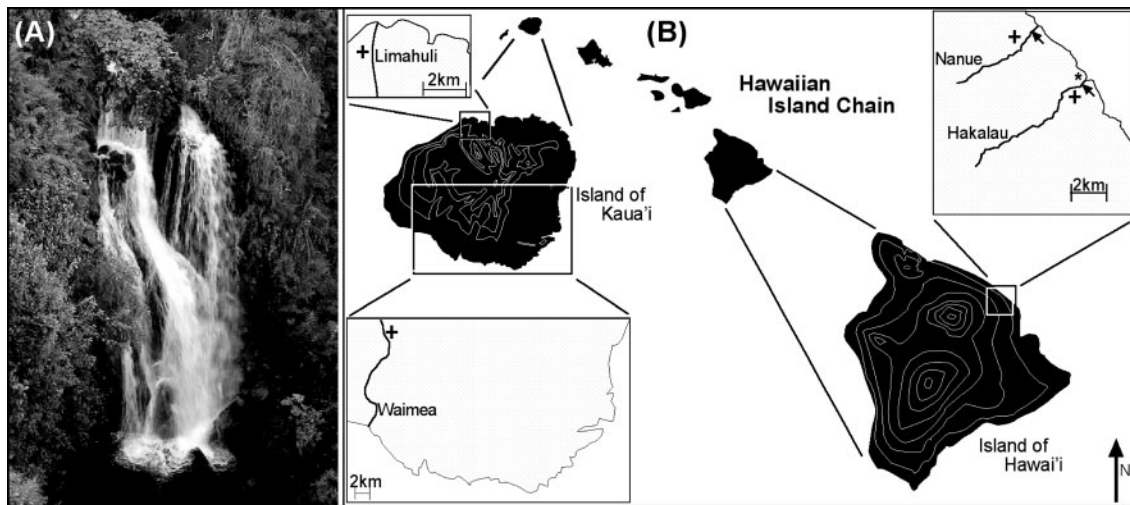 (A)
Limahuli
2km
Island of
Kaua'i
Waimea
2km
(B)
Hawaiian
Island Chain
Nanue
Hakalau
2km
Island of
Hawai'i
N